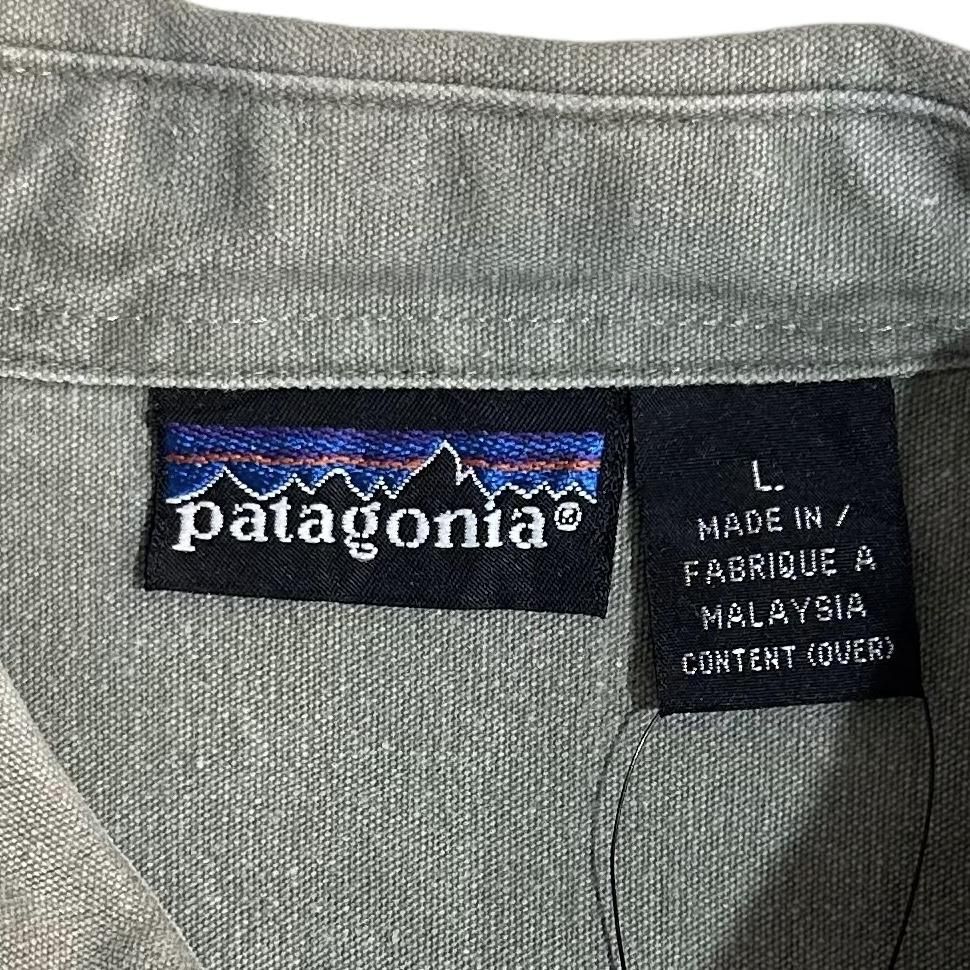 patagonia®
L.
MADE IN /
FABRIQUE A
MALAYSIA
CONTENT (OVER)